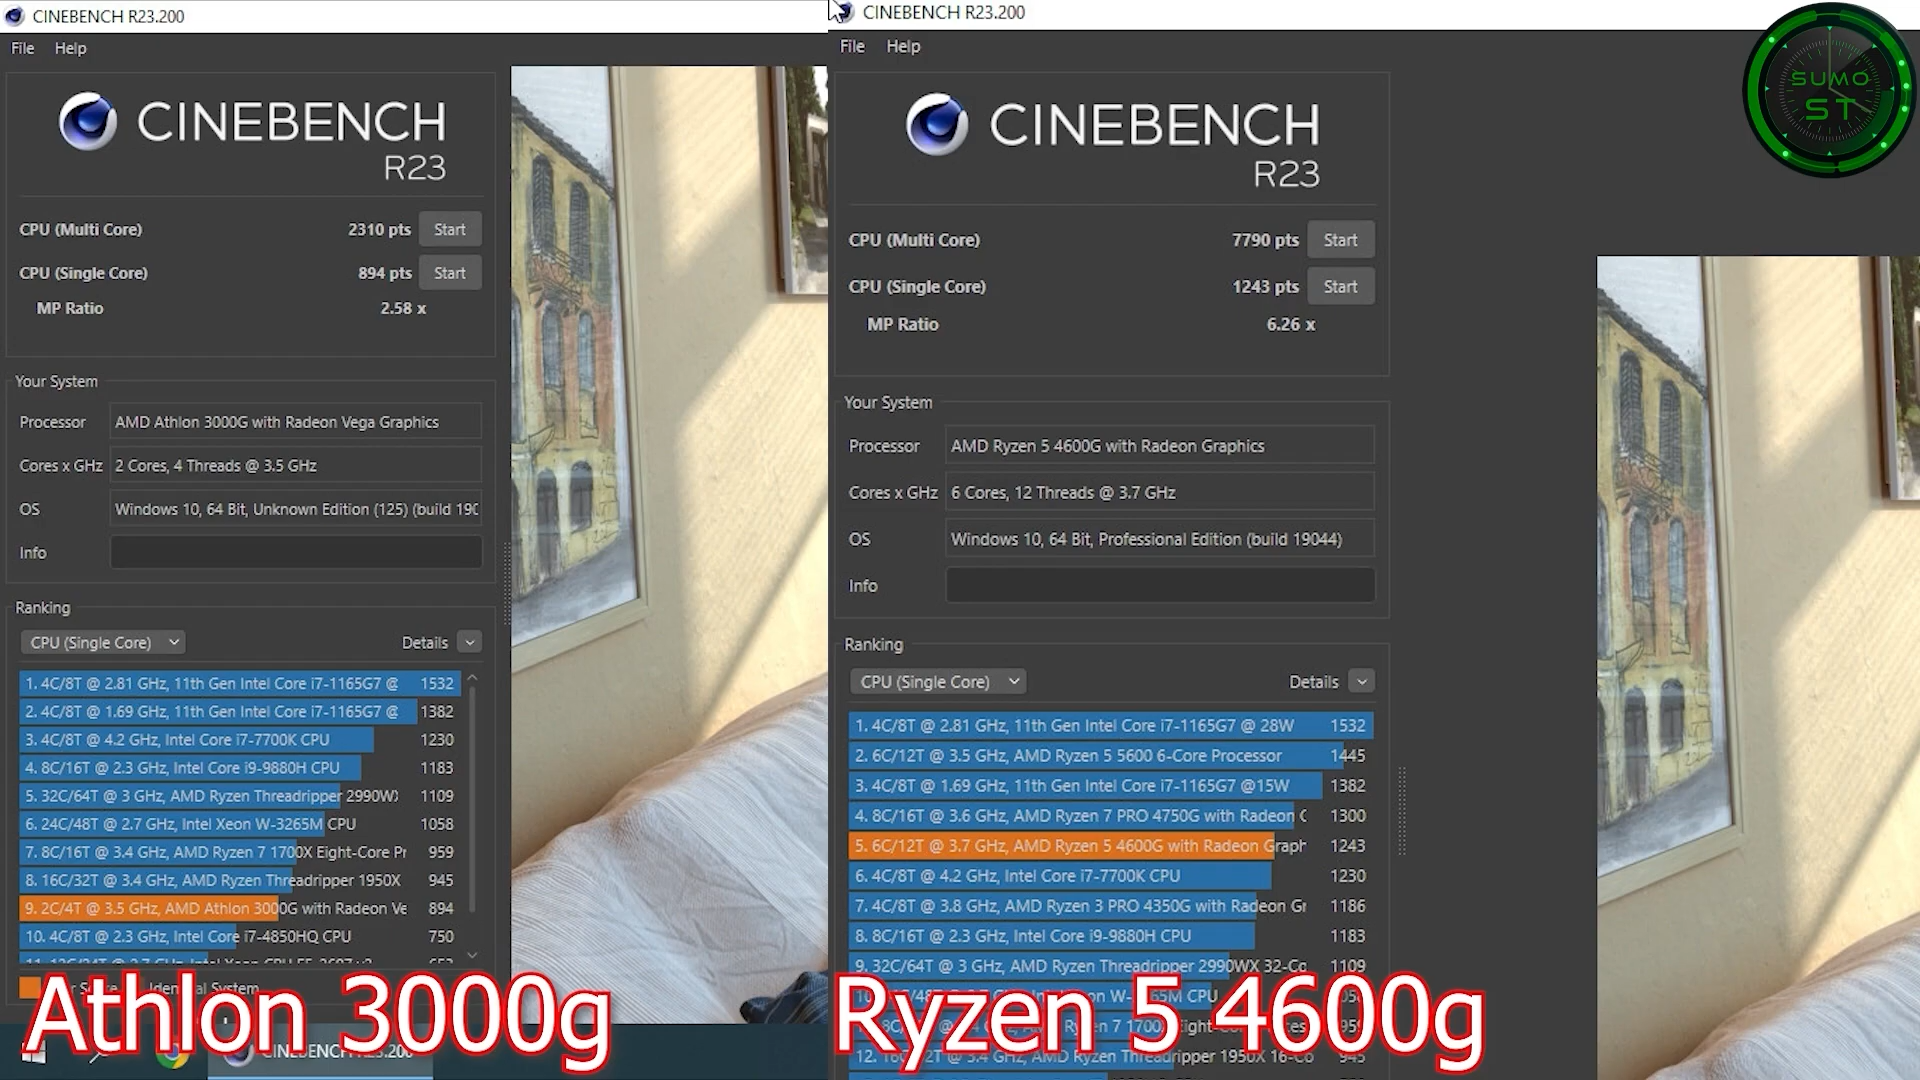 CINEBENCH R23.200
File Help
CINEBENCH
R23
CPU (Multi Core) 2310 pts Start
CPU (Single Core) 894 pts Start
MP Ratio 2.58 x
Your System
Processor AMD Athlon 3000G with Radeon Vega Graphics
Cores x GHz 2 Cores, 4 Threads @ 3.5 GHz
OS Windows 10, 64 Bit, Unknown Edition (125) (build 190
Info
Ranking
CPU (Single Core) Details
1. 4C/8T @ 2.81 GHz, 11th Gen Intel Core i7-1165G7 @ 1532
2. 4C/8T @ 1.69 GHz, 11th Gen Intel Core i7-1165G7 @ 1382
3. 4C/8T @ 4.2 GHz, Intel Core i7-7700K CPU 1230
4. 8C/16T @ 2.3 GHz, Intel Core i9-9880H CPU 1183
5. 32C/64T @ 3 GHz, AMD Ryzen Threadripper 2990WX 1109
6. 24C/48T @ 2.7 GHz, Intel Xeon W-3265M CPU 1058
7. 8C/16T @ 3.4 GHz, AMD Ryzen 7 1700X Eight-Core Pr 959
8. 16C/32T @ 3.4 GHz, AMD Ryzen Threadripper 1950X 945
9. 2C/4T @ 3.5 GHz, AMD Athlon 3000G with Radeon Ve 894
10. 4C/8T @ 2.3 GHz, Intel Core i7-4850HQ CPU 750
Identical System
Athlon 3000g
CINEBENCH R23.200
CINEBENCH R23.200
File Help
CINEBENCH
R23
CPU (Multi Core) 7790 pts Start
CPU (Single Core) 1243 pts Start
MP Ratio 6.26 x
Your System
Processor AMD Ryzen 5 4600G with Radeon Graphics
Cores x GHz 6 Cores, 12 Threads @ 3.7 GHz
OS Windows 10, 64 Bit, Professional Edition (build 19044)
Info
Ranking
CPU (Single Core) Details
1. 4C/8T @ 2.81 GHz, 11th Gen Intel Core i7-1165G7 @ 28W 1532
2. 6C/12T @ 3.5 GHz, AMD Ryzen 5 5600 6-Core Processor 1445
3. 4C/8T @ 1.69 GHz, 11th Gen Intel Core i7-1165G7 @15W 1382
4. 8C/16T @ 3.6 GHz, AMD Ryzen 7 PRO 4750G with Radeon 1300
5. 6C/12T @ 3.7 GHz, AMD Ryzen 5 4600G with Radeon Graph 1243
6. 4C/8T @ 4.2 GHz, Intel Core i7-7700K CPU 1230
7. 4C/8T @ 3.8 GHz, AMD Ryzen 3 PRO 4350G with Radeon Gr 1186
8. 8C/16T @ 2.3 GHz, Intel Core i9-9880H CPU 1183
9. 32C/64T @ 3 GHz, AMD Ryzen Threadripper 2990WX 32-Co 1109
Ryzen 5 4600g
12. 16C/32T @ 3.4 GHz, AMD Ryzen Threadripper 1950X 16-Co 945
SUMO
ST